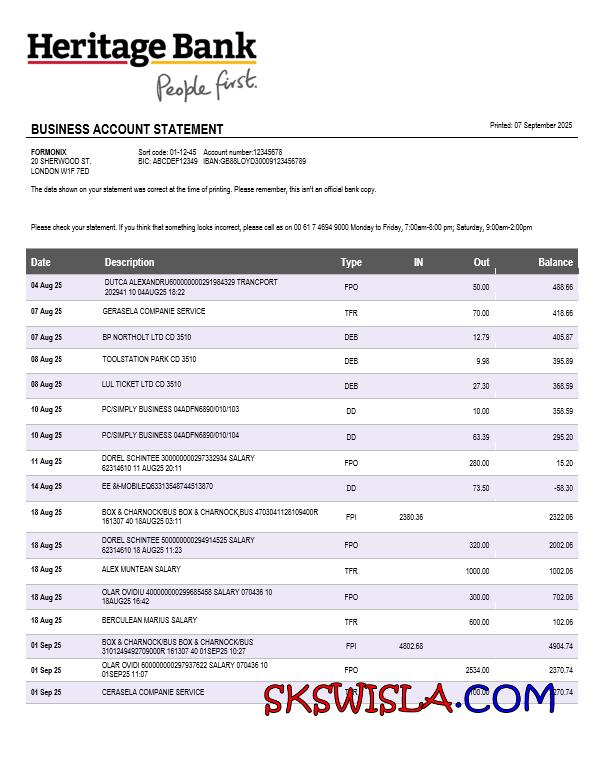 Heritage Bank
People first.
BUSINESS ACCOUNT STATEMENT
Printed: 07 September 2025
FORMONIX Sort code: 01-12-45 Account number:12345678
20 SHERWOOD ST. BIC: ABCDEF12349 IBAN:GB88LOYD30009123456789
LONDON W1F 7ED
The data shown on your statement was correct at the time of printing. Please remember, this isn't an official bank copy.
Please check your statement. If you think that something looks incorrect, please call as on 00 61 7 4694 9000 Monday to Friday, 7:00am-8:00 pm; Saturday, 9:00am-2:00pm
Date Description Type IN Out Balance
04 Aug 25 DUTCA ALEXANDRU600000000291984329 TRANCPORT FPO 50.00 488.66
202941 10 04AUG25 18:22
07 Aug 25 GERASELA COMPANIE SERVICE TFR 70.00 418.66
07 Aug 25 BP NORTHOLT LTD CD 3510 DEB 12.79 405.87
08 Aug 25 TOOLSTATION PARK CD 3510 DEB 9.98 395.89
08 Aug 25 LUL TICKET LTD CD 3510 DEB 27.30 368.59
10 Aug 25 PC/SIMPLY BUSINESS 04ADFN6890/010/103 DD 10.00 358.59
10 Aug 25 PC/SIMPLY BUSINESS 04ADFN6890/010/104 DD 63.39 295.20
11 Aug 25 DOREL SCHINTEE 300000000297332934 SALARY FPO 280.00 15.20
62314610 11 AUG25 20:11
14 Aug 25 EE &t-MOBILEQ63313548744513870 DD 73.50 -58.30
18 Aug 25 BOX & CHARNOCK/BUS BOX & CHARNOCK,BUS 4703041128109400R FPI 2380.36 2322.06
161307 40 18AUG25 03:11
18 Aug 25 DOREL SCHINTEE 500000000294914525 SALARY FPO 320.00 2002.06
62314610 18 AUG25 11:23
18 Aug 25 ALEX MUNTEAN SALARY TFR 1000.00 1002.06
18 Aug 25 OLAR OVIDIU 400000000299685458 SALARY 070436 10 FPO 300.00 702.06
18AUG25 16:42
18 Aug 25 BERCULEAN MARIUS SALARY TFR 600.00 102.06
01 Sep 25 BOX & CHARNOCK/BUS BOX & CHARNOCK/BUS FPI 4802.68 4904.74
3101249492709000R 161307 40 01SEP25 10:27
01 Sep 25 OLAR OVIDI 600000000297937622 SALARY 070436 10 FPO 2534.00 2370.74
01SEP25 11:07
01 Sep 25 CERASELA COMPANIE SERVICE
SKSWISLA.COM